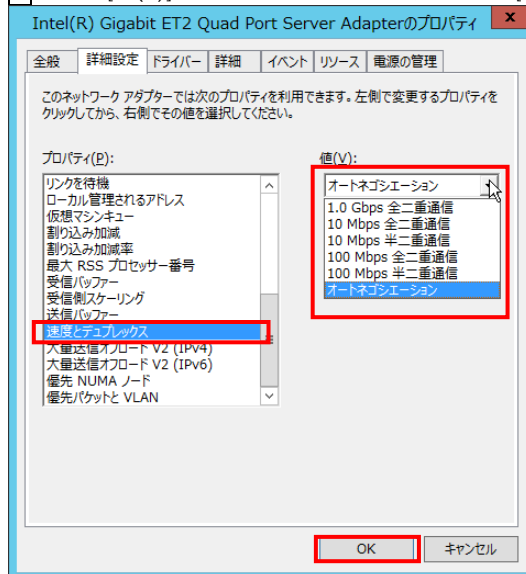 Intel(R) Gigabit ET2 Quad Port Server Adapterのプロパティ
全般 詳細設定 ドライバー 詳細 イベント リソース 電源の管理
このネットワーク アダプターでは次のプロパティを利用できます。左側で変更するプロパティを
クリックしてから、右側でその値を選択してください。
プロパティ(P):
値(V):
リンクを待機
ローカル管理されるアドレス
仮想マシンキュー
割り込み加減
割り込み加減率
最大 RSS プロセッサー番号
受信バッファー
受信側スケーリング
送信バッファー
速度とデュプレックス
大量送信オフロード V2 (IPv4)
大量送信オフロード V2 (IPv6)
優先 NUMA ノード
優先パケットと VLAN
オートネゴシエーション
1.0 Gbps 全二重通信
10 Mbps 全二重通信
10 Mbps 半二重通信
100 Mbps 全二重通信
100 Mbps 半二重通信
オートネゴシエーション
OK
キャンセル